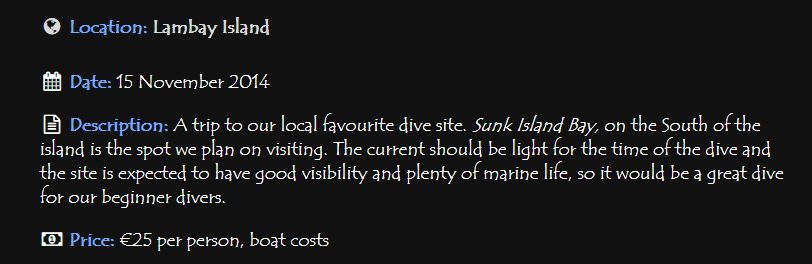 Location: Lambay Island
Date: 15 November 2014
Description: A trip to our local favourite dive site. Sunk Island Bay, on the South of the
island is the spot we plan on visiting. The current should be light for the time of the dive and
the site is expected to have good visibility and plenty of marine life, so it would be a great dive
for our beginner divers.
Price: €25 per person, boat costs